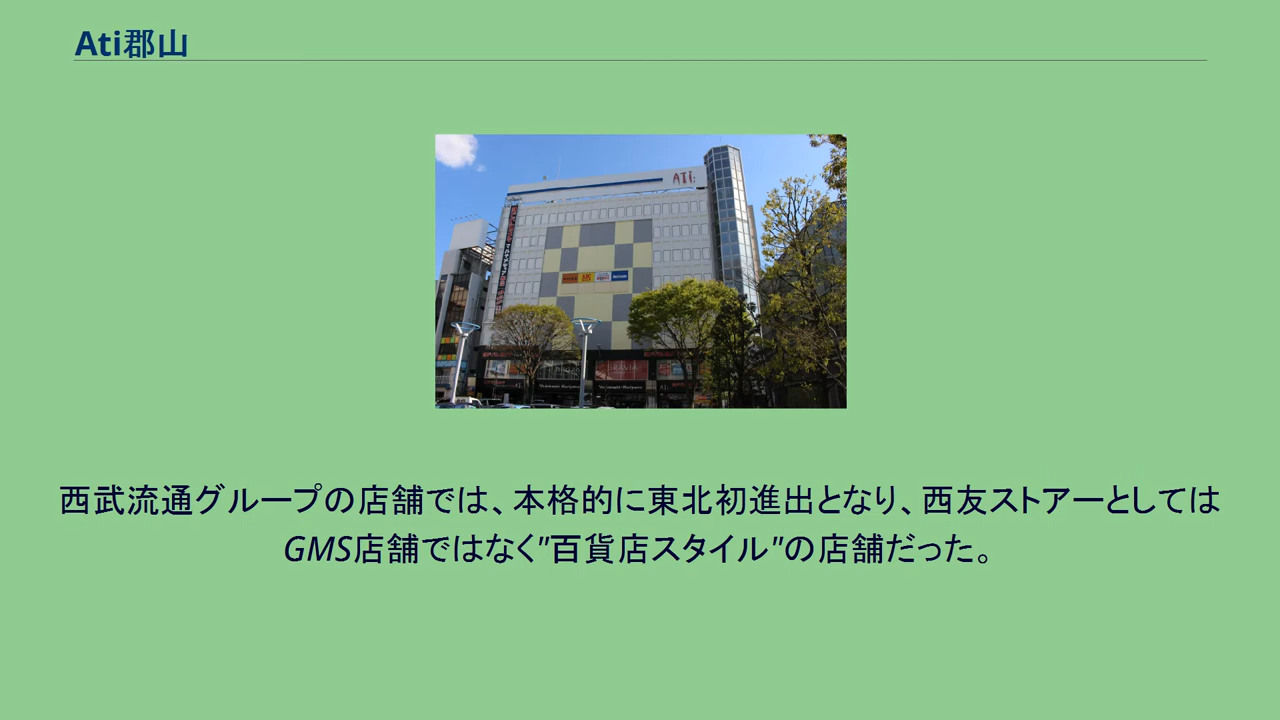 Ati郡山
ATi
西武流通グループの店舗では、本格的に東北初進出となり、西友ストアーとしては
GMS店舗ではなく"百貨店スタイル"の店舗だった。